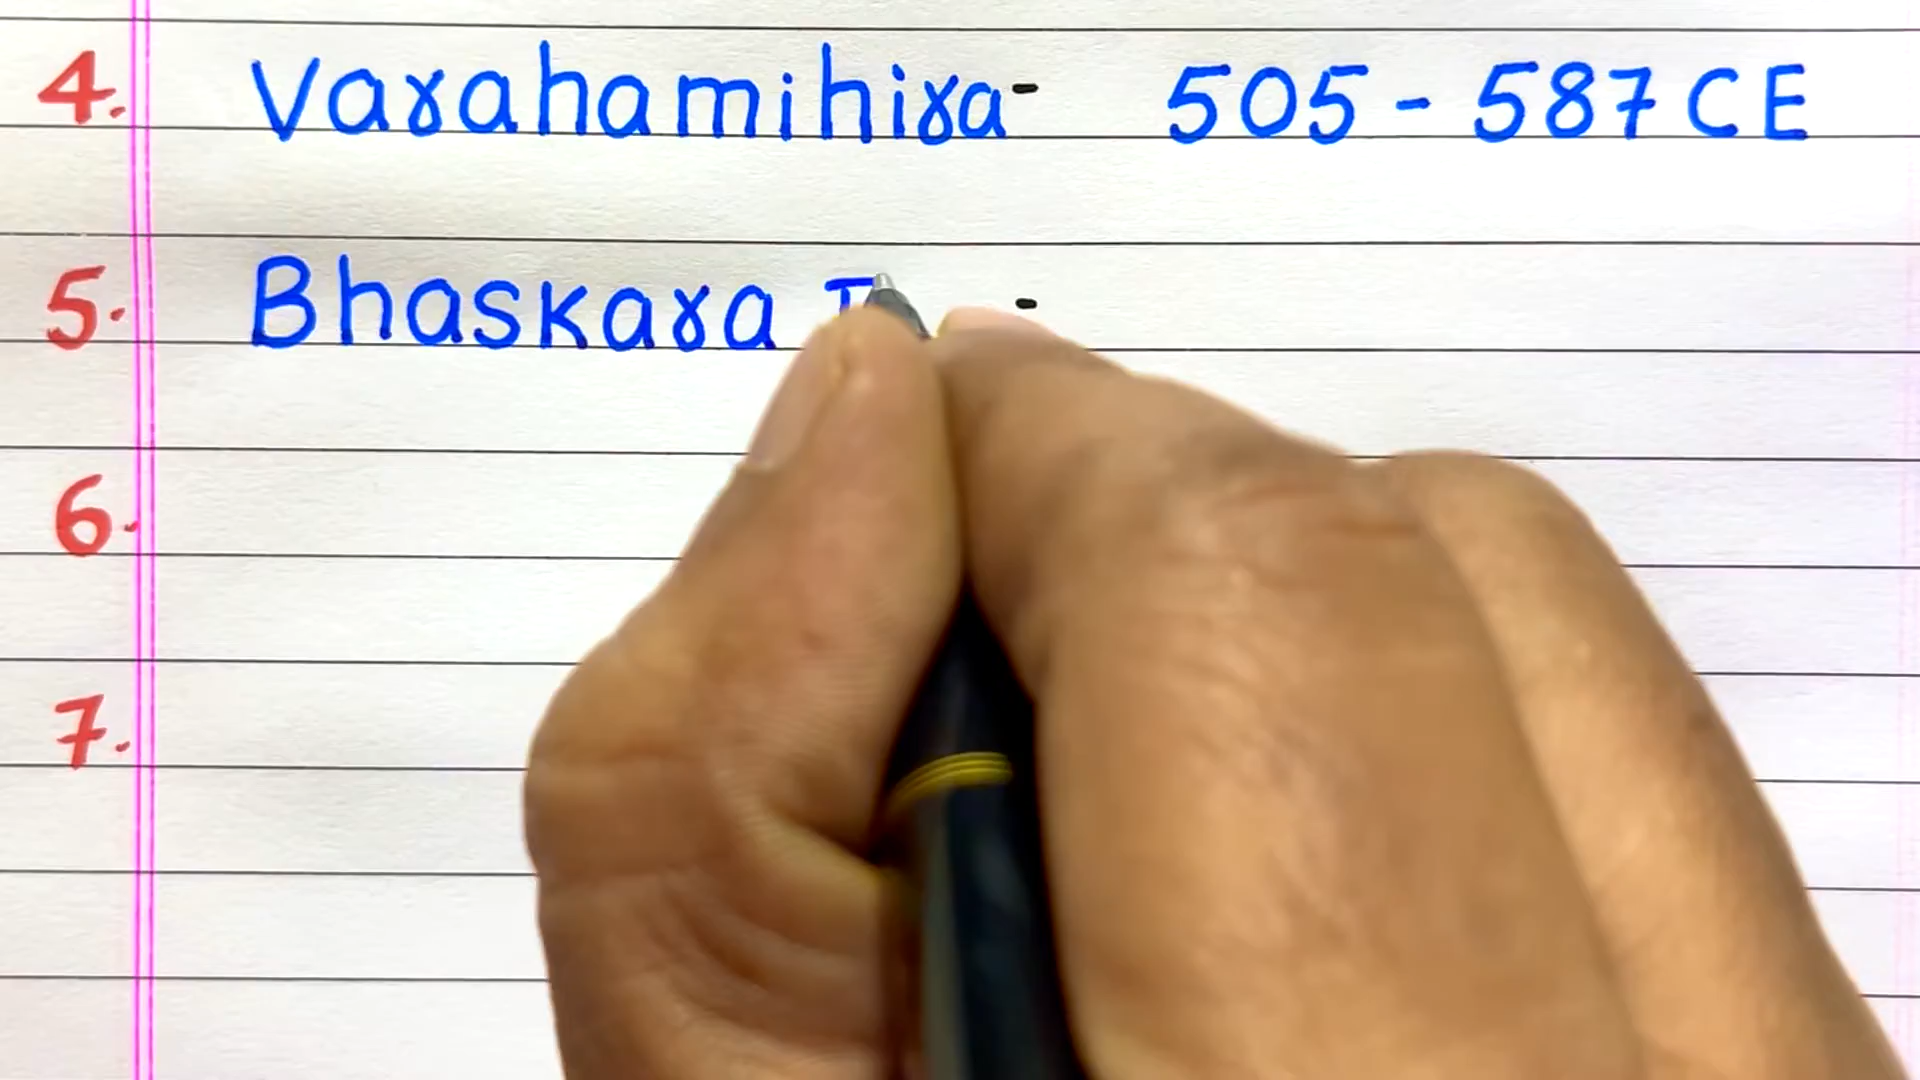 4. Varahamihira - 505 - 587 CE
5. Bhaskara I -
6.
7.